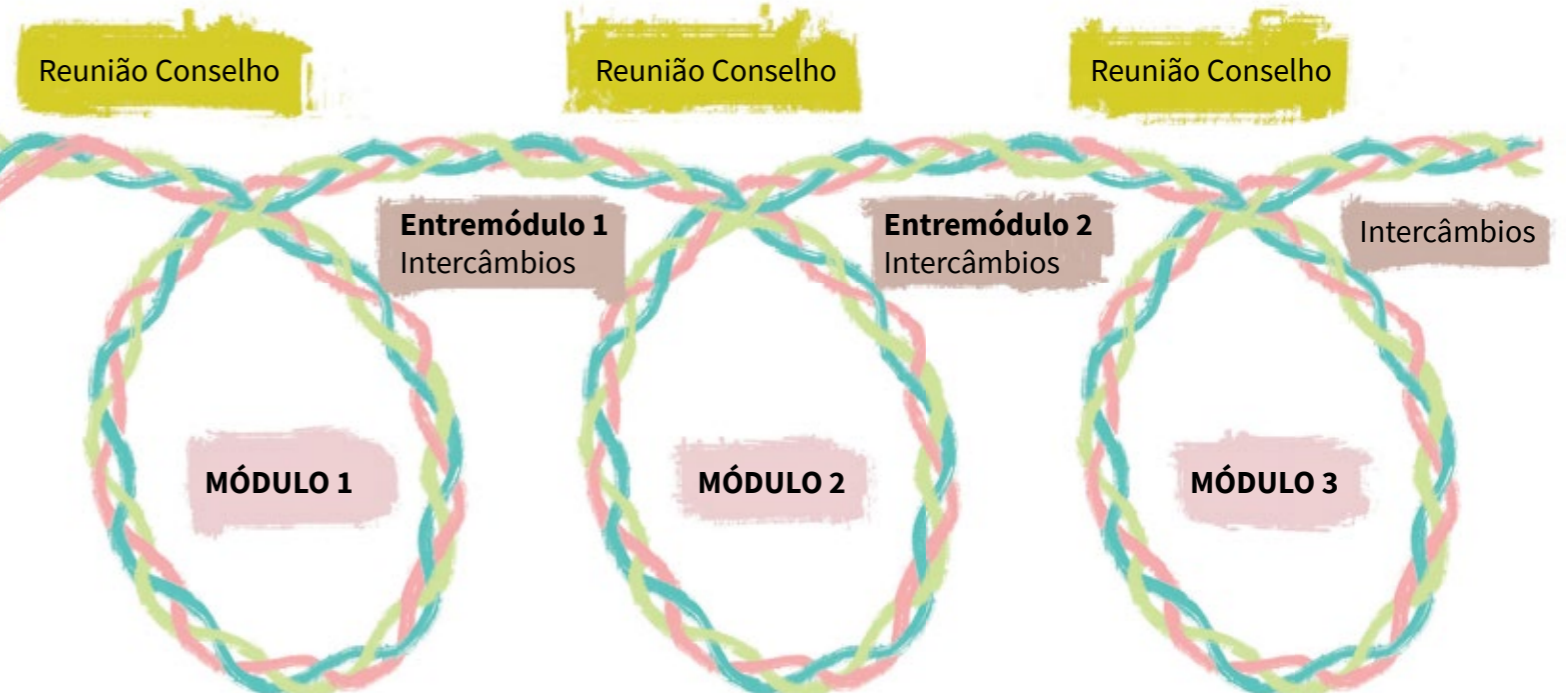 Reunião Conselho
Reunião Conselho
Reunião Conselho
Entremódulo 1
Intercâmbios
Entremódulo 2
Intercâmbios
Intercâmbios
MÓDULO 1
MÓDULO 2
MÓDULO 3